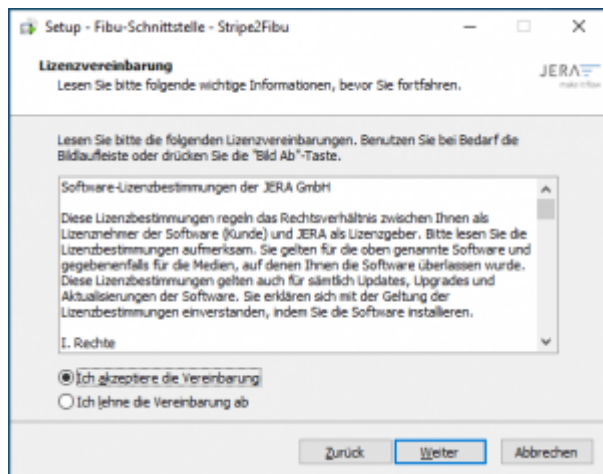 Setup - Fibu-Schnittstelle - Stripe2Fibu
Lizenzvereinbarung
Lesen Sie bitte folgende wichtige Informationen, bevor Sie fortfahren.
JERA
make it flow
Lesen Sie bitte die folgenden Lizenzvereinbarungen. Benutzen Sie bei Bedarf die
Bildlaufleiste oder drücken Sie die "Bild Ab"-Taste.
Software-Lizenzbestimmungen der JERA GmbH
Diese Lizenzbestimmungen regeln das Rechtsverhältnis zwischen Ihnen als
Lizenznehmer der Software (Kunde) und JERA als Lizenzgeber. Bitte lesen Sie die
Lizenzbestimmungen aufmerksam. Sie gelten für die oben genannte Software und
gegebenenfalls für die Medien, auf denen Ihnen die Software überlassen wurde.
Diese Lizenzbestimmungen gelten auch für sämtlich Updates, Upgrades und
Aktualisierungen der Software. Sie erklären sich mit der Geltung der
Lizenzbestimmungen einverstanden, indem Sie die Software installieren.
I. Rechte
Ich akzeptiere die Vereinbarung
Ich lehne die Vereinbarung ab
Zurück Weiter Abbrechen